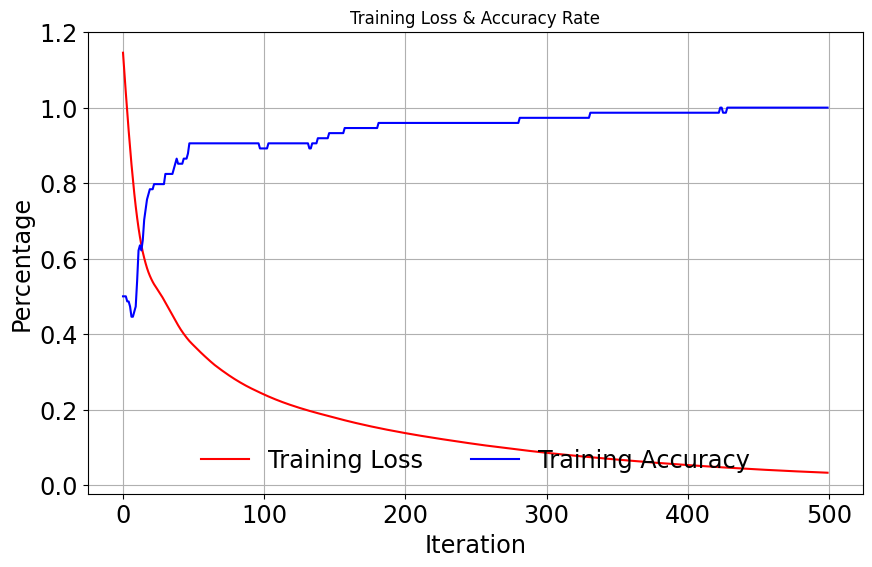 Training Loss & Accuracy Rate
1.2
1.0
0.8
0.6
0.4
0.2
0.0
Percentage
Training Loss Training Accuracy
0 100 200 300 400 500
Iteration